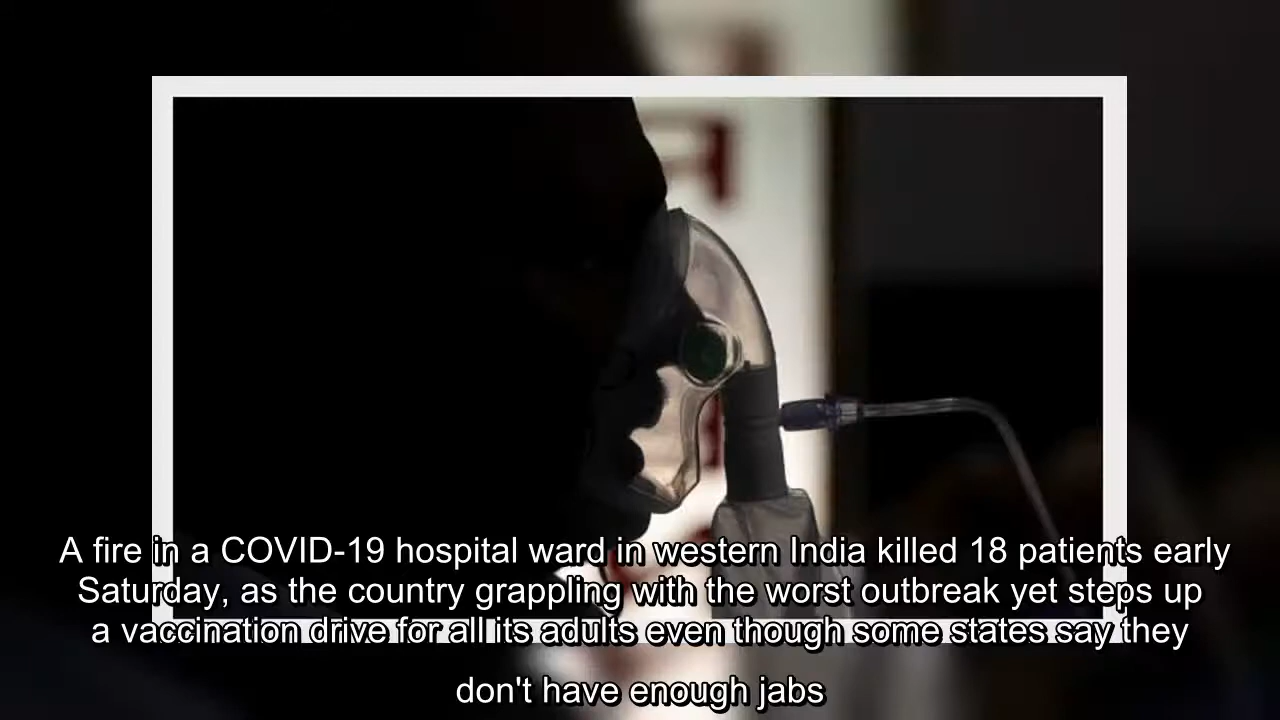 A fire in a COVID-19 hospital ward in western India killed 18 patients early
Saturday, as the country grappling with the worst outbreak yet steps up
a vaccination drive for all its adults even though some states say they
don't have enough jabs